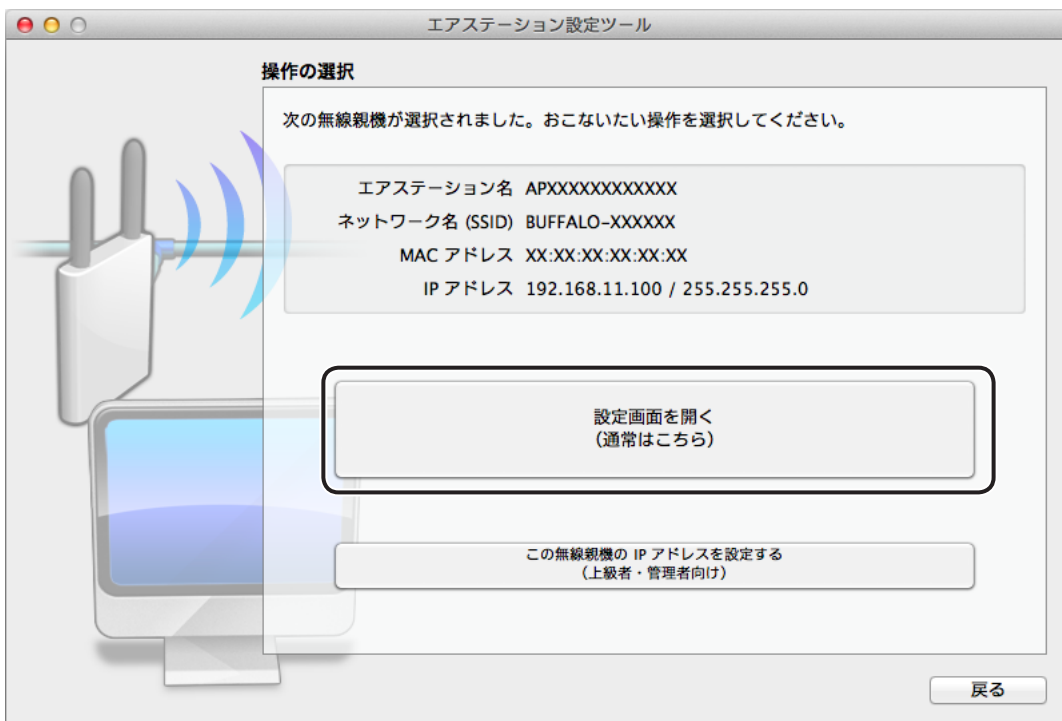 エアステーション設定ツール
操作の選択
次の無線親機が選択されました。おこないたい操作を選択してください。
エアステーション名 APXXXXXXXXXXXX
ネットワーク名 (SSID) BUFFALO-XXXXXX
MAC アドレス XX:XX:XX:XX:XX:XX
IP アドレス 192.168.11.100 / 255.255.255.0
設定画面を開く
(通常はこちら)
この無線親機の IP アドレスを設定する
(上級者・管理者向け)
戻る